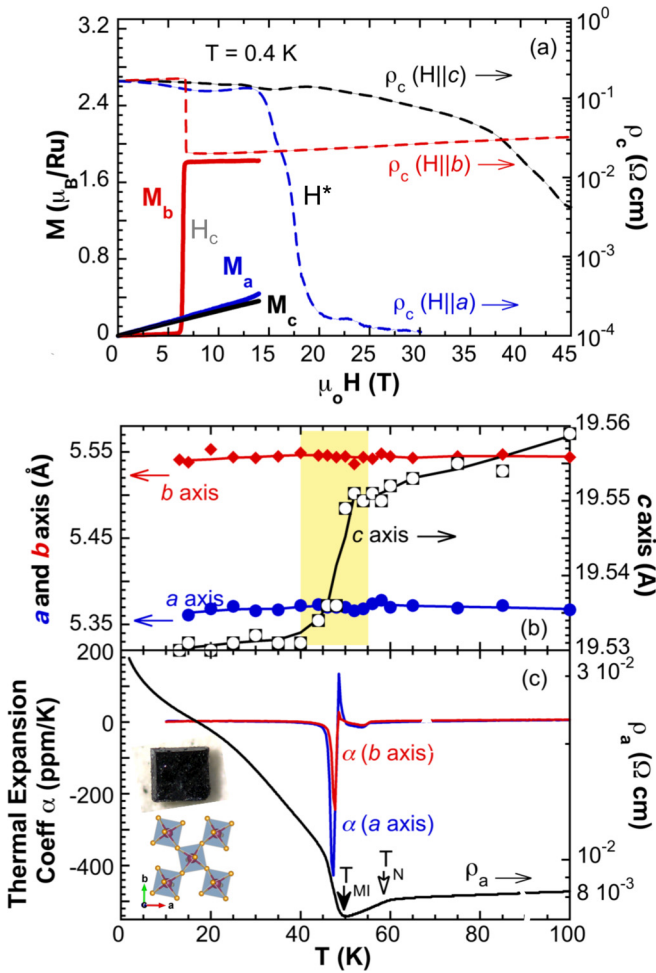 3.2
2.4
1.6
0.8
0
M (μB/Ru)
T = 0.4 K
(a)
ρc (H||c)
ρc (H||b)
ρc (H||a)
Mb
Hc
H*
Ma
Mc
10^0
10^-1
10^-2
10^-3
10^-4
ρc (Ω cm)
0 5 10 15 20 25 30 35 40 45
μoH (T)
5.55
5.45
5.35
a and b axis (Å)
b axis
c axis
a axis
(b)
19.56
19.55
19.54
19.53
c axis (Å)
200
0
-200
-400
Thermal Expansion
Coeff α (ppm/K)
(c)
α (b axis)
α (a axis)
TMI
TN
ρa
b
c
a
3 10^-2
10^-2
8 10^-3
ρa (Ω cm)
0 20 40 60 80 100
T (K)